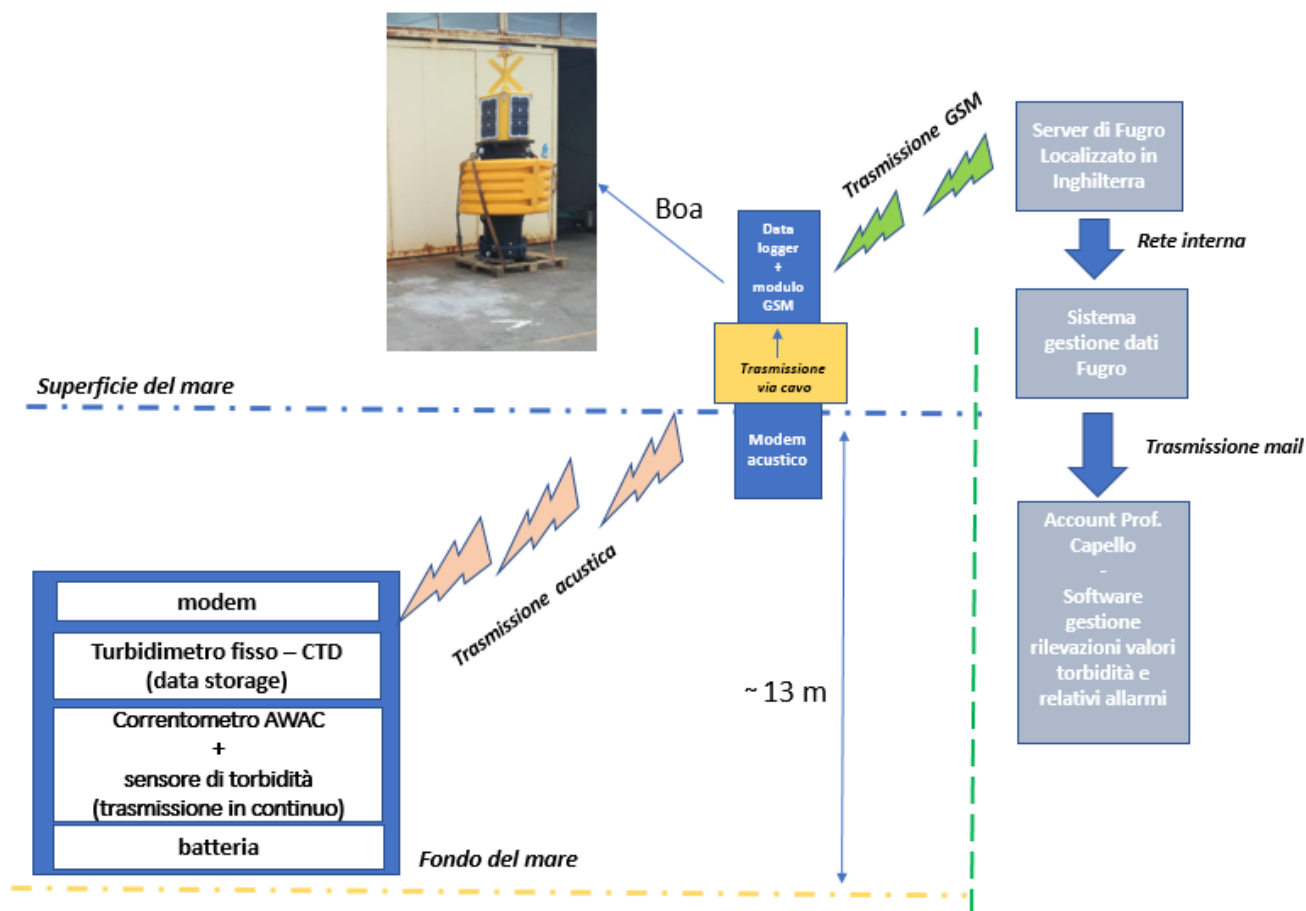 Boa
Trasmissione GSM
Server di Fugro
Localizzato in
Inghilterra
Rete interna
Data
logger
+
modulo
GSM
Sistema
gestione dati
Fugro
Trasmissione
via cavo
Superficie del mare
Modem
acustico
Trasmissione mail
Trasmissione acustica
Account Prof.
Capello
-
Software
gestione
rilevazioni valori
torbidità e
relativi allarmi
modem
Turbidimetro fisso – CTD
(data storage)
Correntometro AWAC
+
sensore di torbidità
(trasmissione in continuo)
batteria
~ 13 m
Fondo del mare